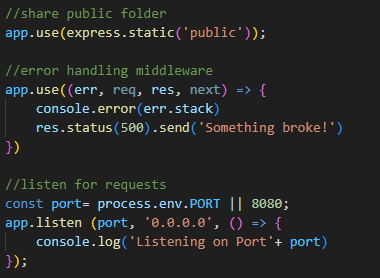 //share public folder
app.use(express.static('public'));
//error handling middleware
app.use((err, req, res, next) => {
console.error(err.stack)
res.status(500).send('Something broke!')
})
//listen for requests
const port= process.env.PORT || 8080;
app.listen (port, '0.0.0.0', () => {
console.log('Listening on Port'+ port)
});